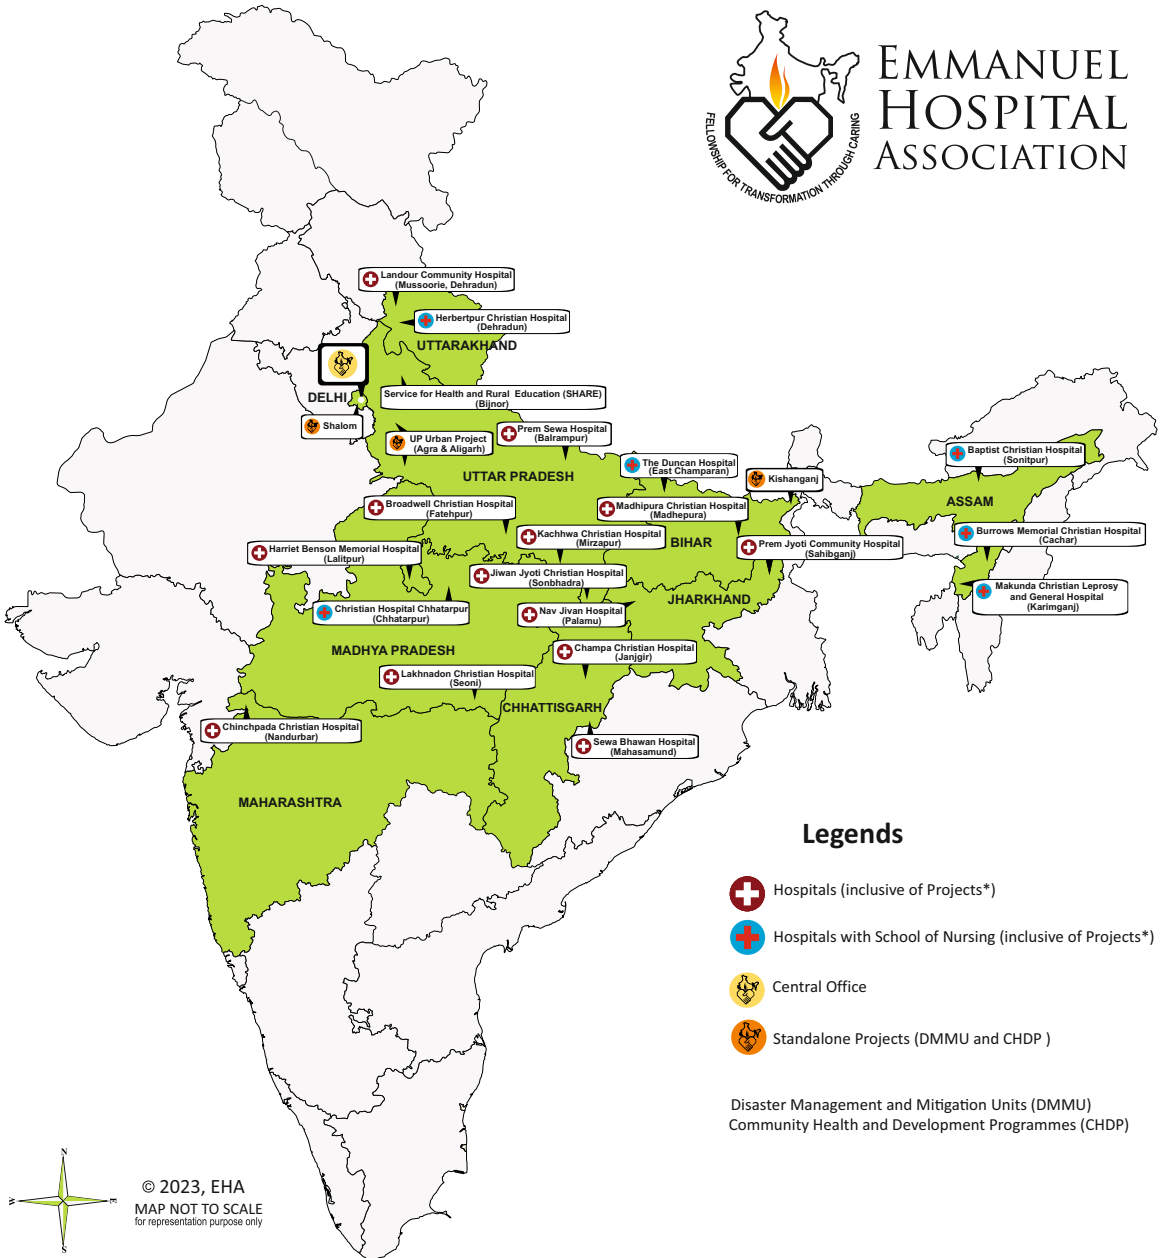 EMMANUEL
HOSPITAL
ASSOCIATION
FELLOWSHIP FOR TRANSFORMATION THROUGH CARING
Landour Community Hospital
(Mussoorie, Dehradun)
Herbertpur Christian Hospital
(Dehradun)
UTTARAKHAND
DELHI
Service for Health and Rural Education (SHARE)
(Bijnor)
Shalom
UP Urban Project
(Agra & Aligarh)
Prem Sewa Hospital
(Balrampur)
UTTAR PRADESH
The Duncan Hospital
(East Champaran)
Kishanganj
Baptist Christian Hospital
(Sonitpur)
ASSAM
Broadwell Christian Hospital
(Fatehpur)
Madhipura Christian Hospital
(Madhepura)
Kachhwa Christian Hospital
(Mirzapur)
BIHAR
Prem Jyoti Community Hospital
(Sahibganj)
Burrows Memorial Christian Hospital
(Cachar)
Harriet Benson Memorial Hospital
(Lalitpur)
Jiwan Jyoti Christian Hospital
(Sonbhadra)
Makunda Christian Leprosy
and General Hospital
(Karimganj)
Christian Hospital Chhatarpur
(Chhatarpur)
Nav Jivan Hospital
(Palamu)
JHARKHAND
MADHYA PRADESH
Champa Christian Hospital
(Janjgir)
Lakhnadon Christian Hospital
(Seoni)
CHHATTISGARH
Chinchpada Christian Hospital
(Nandurbar)
Sewa Bhawan Hospital
(Mahasamund)
MAHARASHTRA
Legends
Hospitals (inclusive of Projects*)
Hospitals with School of Nursing (inclusive of Projects*)
Central Office
Standalone Projects (DMMU and CHDP )
Disaster Management and Mitigation Units (DMMU)
Community Health and Development Programmes (CHDP)
N
W
E
S
© 2023, EHA
MAP NOT TO SCALE
for representation purpose only